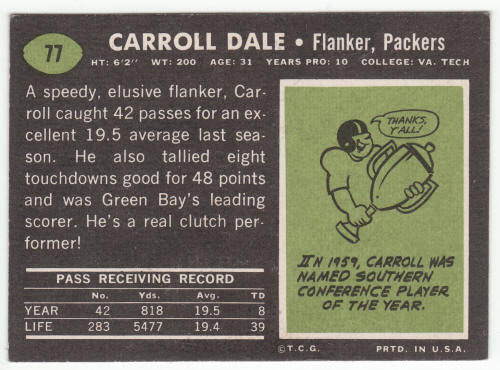 77
CARROLL DALE • Flanker, Packers
HT: 6'2" WT: 200 AGE: 31 YEARS PRO: 10 COLLEGE: VA. TECH
A speedy, elusive flanker, Car-
roll caught 42 passes for an ex-
cellent 19.5 average last sea-
son. He also tallied eight
touchdowns good for 48 points
and was Green Bay's leading
scorer. He's a real clutch per-
former!
PASS RECEIVING RECORD
No. Yds. Avg. TD
YEAR 42 818 19.5 8
LIFE 283 5477 19.4 39
THANKS,
Y'ALL!
IN 1959, CARROLL WAS
NAMED SOUTHERN
CONFERENCE PLAYER
OF THE YEAR.
© T.C.G. PRTD. IN U.S.A.